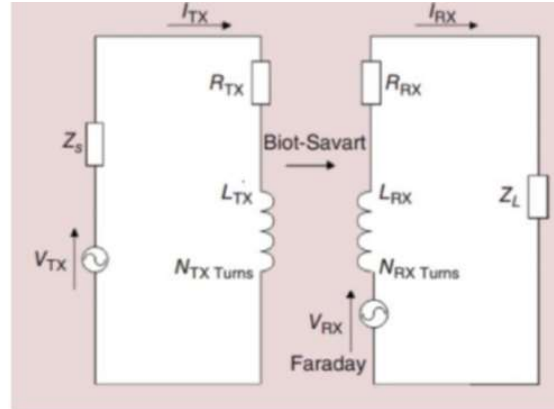 I_TX
I_RX
R_TX
R_RX
Z_s
Biot-Savart
L_TX
L_RX
Z_L
V_TX
N_TX Turns
N_RX Turns
V_RX
Faraday